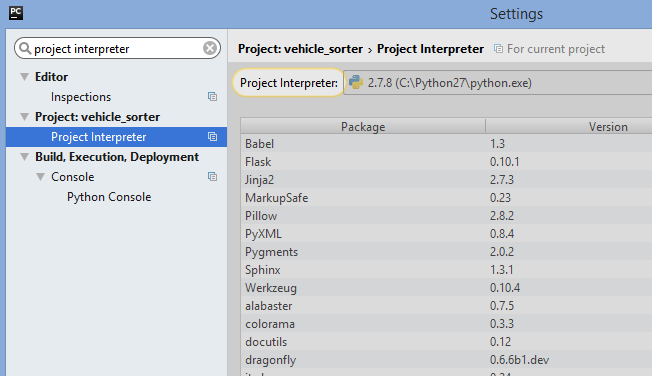 PC
Settings
project interpreter
Project: vehicle_sorter › Project Interpreter For current project
Editor
Inspections
Project: vehicle_sorter
Project Interpreter
Build, Execution, Deployment
Console
Python Console
Project Interpreter: 2.7.8 (C:\Python27\python.exe)
Package Version
Babel 1.3
Flask 0.10.1
Jinja2 2.7.3
MarkupSafe 0.23
Pillow 2.8.2
PyXML 0.8.4
Pygments 2.0.2
Sphinx 1.3.1
Werkzeug 0.10.4
alabaster 0.7.5
colorama 0.3.3
docutils 0.12
dragonfly 0.6.6b1.dev